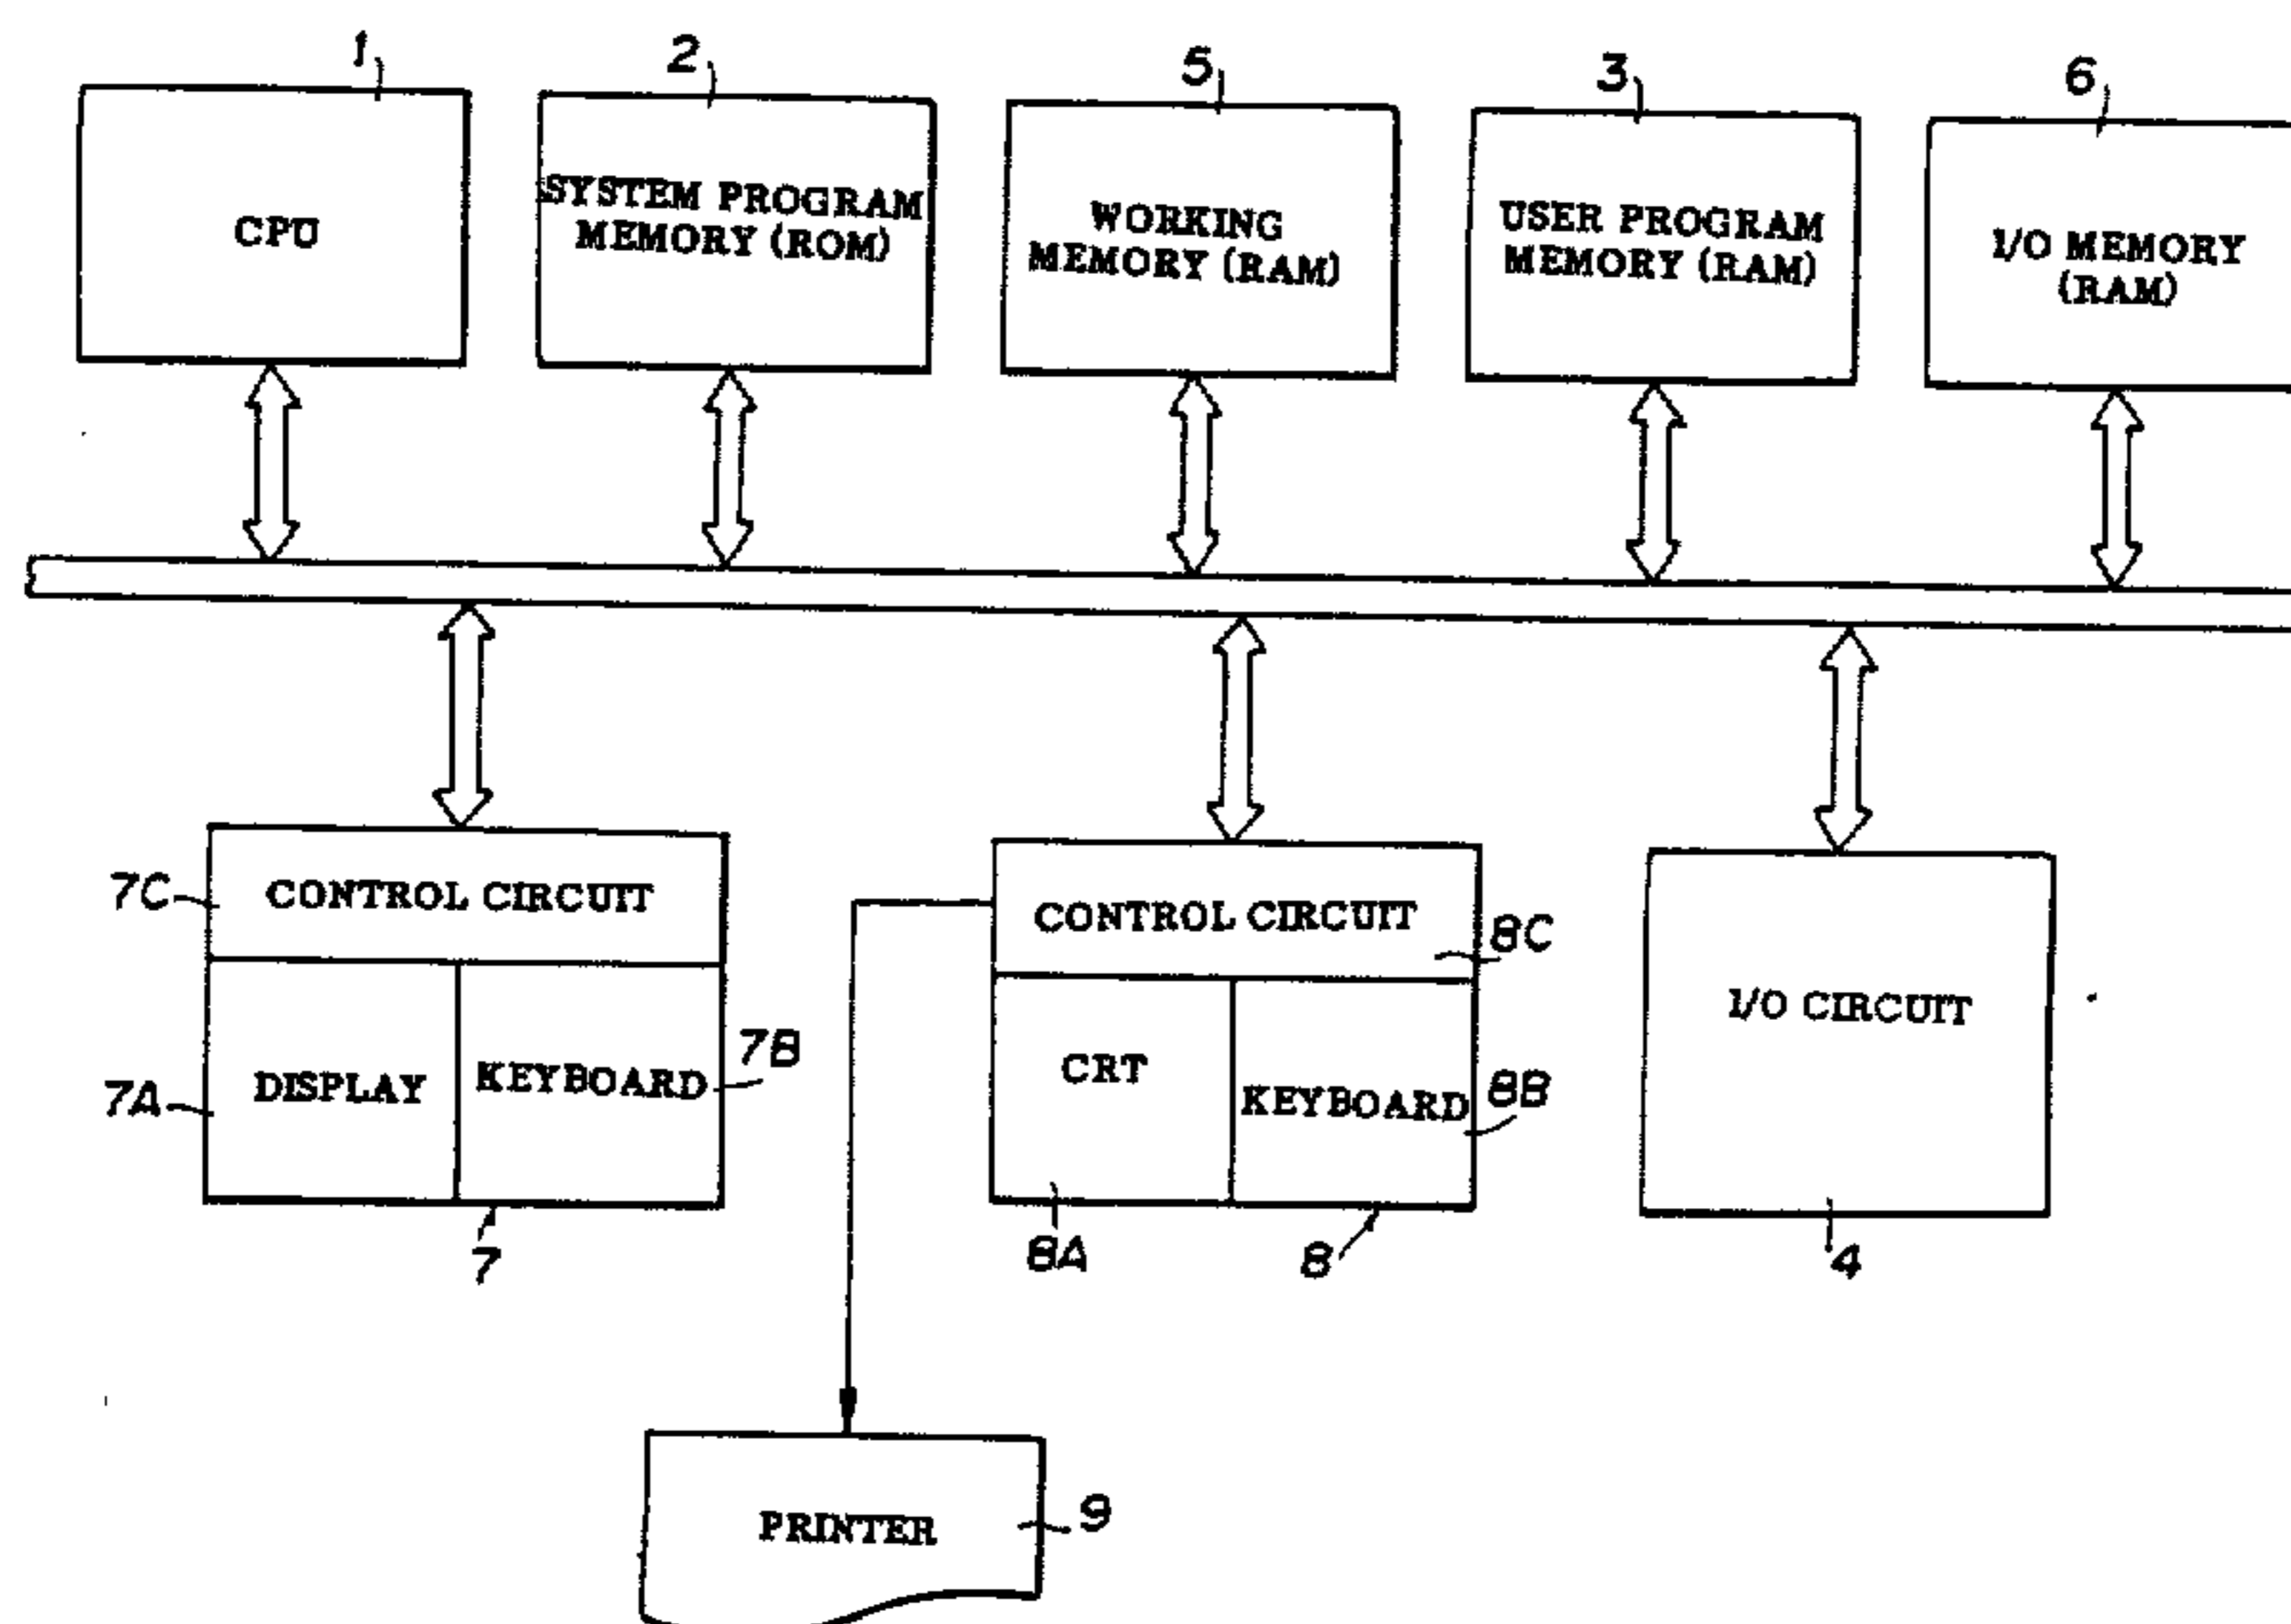 1
2
5
3
6
CPU
SYSTEM PROGRAM
MEMORY (ROM)
WORKING
MEMORY (RAM)
USER PROGRAM
MEMORY (RAM)
I/O MEMORY
(RAM)
7C
CONTROL CIRCUIT
7A
DISPLAY
KEYBOARD
7B
7
CONTROL CIRCUIT
8C
CRT
KEYBOARD
8B
8A
8
I/O CIRCUIT
4
PRINTER
9